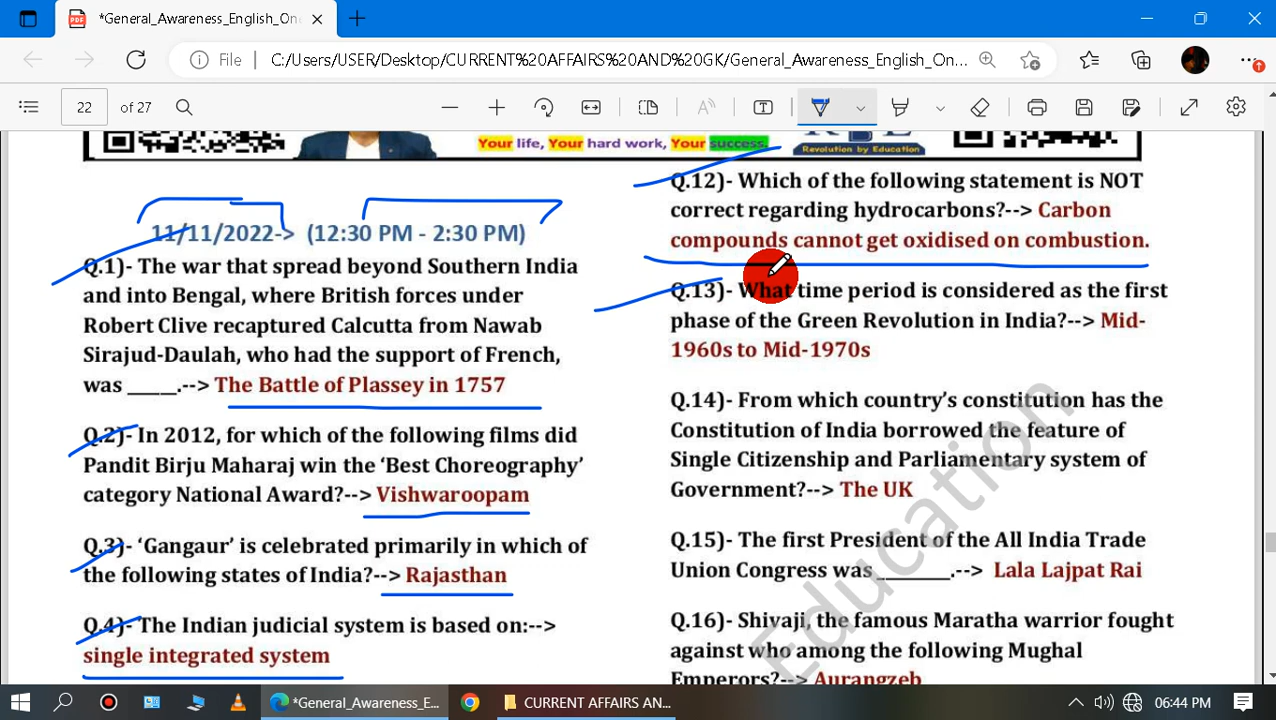 *General_Awareness_English_On
File
C:/Users/USER/Desktop/CURRENT%20AFFAIRS%20AND%20GK/General_Awareness_English_On...
22
of 27
Your life, Your hard work, Your success.
Revolution by Education
11/11/2022-> (12:30 PM - 2:30 PM)
Q.1)- The war that spread beyond Southern India
and into Bengal, where British forces under
Robert Clive recaptured Calcutta from Nawab
Sirajud-Daulah, who had the support of French,
was _____.--> The Battle of Plassey in 1757
Q.2)- In 2012, for which of the following films did
Pandit Birju Maharaj win the ‘Best Choreography’
category National Award?--> Vishwaroopam
Q.3)- ‘Gangaur’ is celebrated primarily in which of
the following states of India?--> Rajasthan
Q.4)- The Indian judicial system is based on:-->
single integrated system
Q.12)- Which of the following statement is NOT
correct regarding hydrocarbons?--> Carbon
compounds cannot get oxidised on combustion.
Q.13)- What time period is considered as the first
phase of the Green Revolution in India?--> Mid-
1960s to Mid-1970s
Q.14)- From which country’s constitution has the
Constitution of India borrowed the feature of
Single Citizenship and Parliamentary system of
Government?--> The UK
Q.15)- The first President of the All India Trade
Union Congress was ________.--> Lala Lajpat Rai
Q.16)- Shivaji, the famous Maratha warrior fought
against who among the following Mughal
Emperors?--> Aurangzeb
Education
*General_Awareness_E...
CURRENT AFFAIRS AN...
06:44 PM